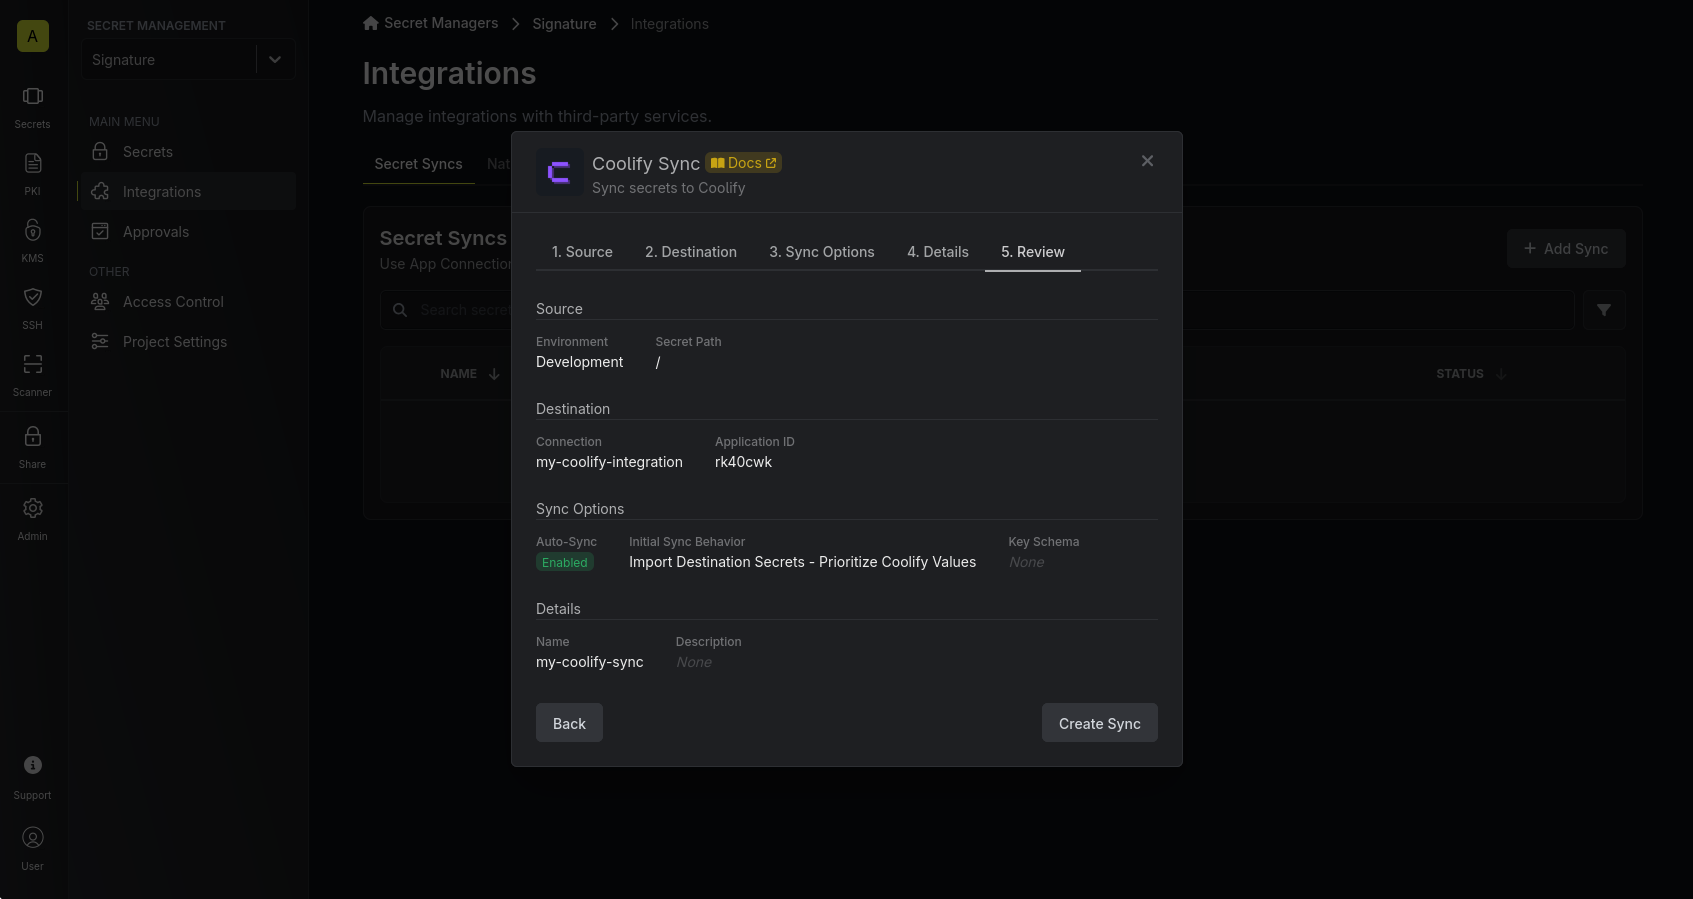 A
SECRET MANAGEMENT
Signature
Secrets
PKI
KMS
SSH
Scanner
Share
Admin
Support
User
MAIN MENU
Secrets
Integrations
Approvals
OTHER
Access Control
Project Settings
Secret Managers > Signature > Integrations
Integrations
Manage integrations with third-party services.
Secret Syncs Nat
Secret Syncs
Use App Connection
+ Add Sync
Search secre
NAME
STATUS
Coolify Sync Docs
Sync secrets to Coolify
1. Source 2. Destination 3. Sync Options 4. Details 5. Review
Source
Environment Secret Path
Development /
Destination
Connection Application ID
my-coolify-integration rk40cwk
Sync Options
Auto-Sync Initial Sync Behavior Key Schema
Enabled Import Destination Secrets - Prioritize Coolify Values None
Details
Name Description
my-coolify-sync None
Back Create Sync